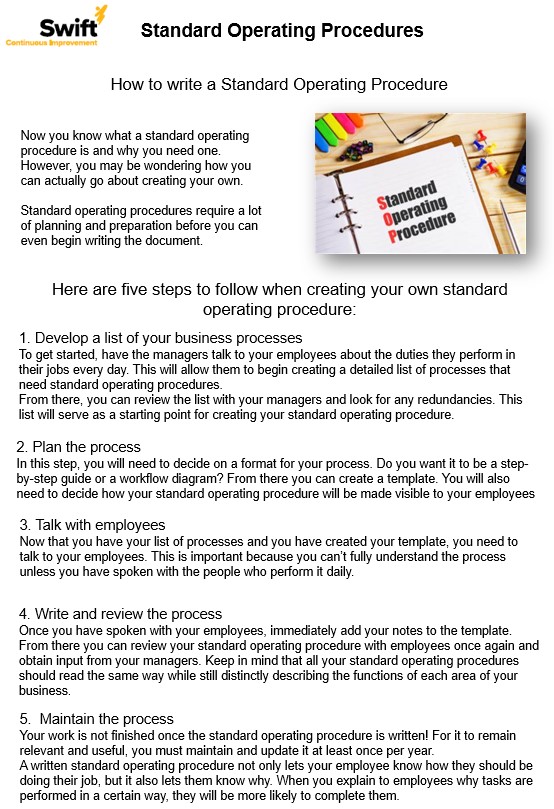 Swift
Continuous Improvement
Standard Operating Procedures
How to write a Standard Operating Procedure
Now you know what a standard operating
procedure is and why you need one.
However, you may be wondering how you
can actually go about creating your own.
Standard operating procedures require a lot
of planning and preparation before you can
even begin writing the document.
Standard
Operating
Procedure
Here are five steps to follow when creating your own standard
operating procedure:
1. Develop a list of your business processes
To get started, have the managers talk to your employees about the duties they perform in
their jobs every day. This will allow them to begin creating a detailed list of processes that
need standard operating procedures.
From there, you can review the list with your managers and look for any redundancies. This
list will serve as a starting point for creating your standard operating procedure.
2. Plan the process
In this step, you will need to decide on a format for your process. Do you want it to be a step-
by-step guide or a workflow diagram? From there you can create a template. You will also
need to decide how your standard operating procedure will be made visible to your employees
3. Talk with employees
Now that you have your list of processes and you have created your template, you need to
talk to your employees. This is important because you can't fully understand the process
unless you have spoken with the people who perform it daily.
4. Write and review the process
Once you have spoken with your employees, immediately add your notes to the template.
From there you can review your standard operating procedure with employees once again and
obtain input from your managers. Keep in mind that all your standard operating procedures
should read the same way while still distinctly describing the functions of each area of your
business.
5.  Maintain the process
Your work is not finished once the standard operating procedure is written! For it to remain
relevant and useful, you must maintain and update it at least once per year.
A written standard operating procedure not only lets your employee know how they should be
doing their job, but it also lets them know why. When you explain to employees why tasks are
performed in a certain way, they will be more likely to complete them.